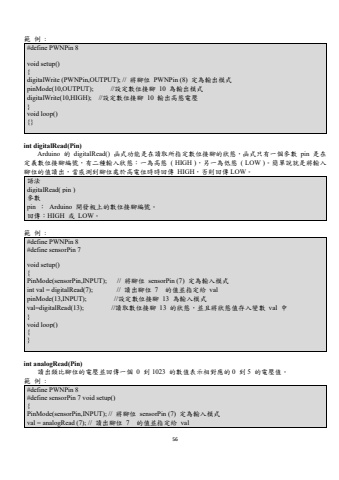 範 例 :
#define PWNPin 8
void setup()
{
digitalWrite (PWNPin,OUTPUT); // 將腳位 PWNPin (8) 定為輸出模式
pinMode(10,OUTPUT); //設定數位接腳 10 為輸出模式
digitalWrite(10,HIGH); //設定數位接腳 10 輸出高態電壓
}
void loop()
{}
int digitalRead(Pin)
Arduino 的 digitalRead() 函式功能是在讀取所指定數位接腳的狀態，函式只有一個參數 pin 是在
定義數位接腳編號，有二種輸入狀態：一為高態 ( HIGH )，另一為低態 ( LOW )。簡單說就是將輸入
腳位的值讀出，當感測到腳位處於高電位時時回傳 HIGH，否則回傳 LOW。
語法
digitalRead( pin )
參數
pin ： Arduino 開發板上的數位接腳編號。
回傳：HIGH 或 LOW。
範 例 :
#define PWNPin 8
#define sensorPin 7
void setup()
{
PinMode(sensorPin,INPUT); // 將腳位 sensorPin (7) 定為輸入模式
int val = digitalRead(7); // 讀出腳位 7 的值並指定給 val
pinMode(13,INPUT); //設定數位接腳 13 為輸入模式
val=digitalRead(13); //讀取數位接腳 13 的狀態，並且將狀態值存入變數 val 中
}
void loop()
{
}
int analogRead(Pin)
讀出類比腳位的電壓並回傳一個 0 到 1023 的數值表示相對應的 0 到 5 的電壓值。
範 例 :
#define PWNPin 8
#define sensorPin 7 void setup()
{
PinMode(sensorPin,INPUT); // 將腳位 sensorPin (7) 定為輸入模式
val = analogRead (7); // 讀出腳位 7 的值並指定給 val
56